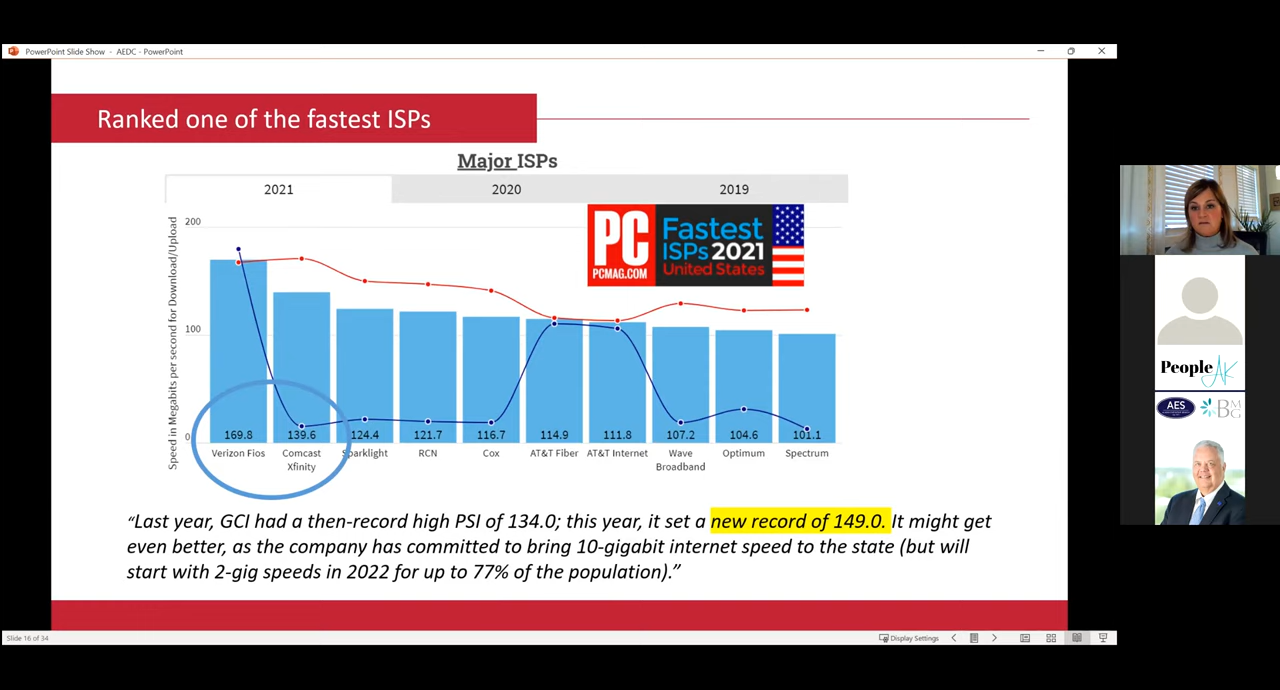 PowerPoint Slide Show - AEDC - PowerPoint
Ranked one of the fastest ISPs
Major ISPs
2021 2020 2019
Speed in Megabits per second for Download/Upload
200
100
0
PC
PCMAG.COM
Fastest
ISPs 2021
United States
169.8 139.6 124.4 121.7 116.7 114.9 111.8 107.2 104.6 101.1
Verizon Fios Comcast Sparklight RCN Cox AT&T Fiber AT&T Internet Wave Optimum Spectrum
Xfinity Broadband
“Last year, GCI had a then-record high PSI of 134.0; this year, it set a new record of 149.0. It might get
even better, as the company has committed to bring 10-gigabit internet speed to the state (but will
start with 2-gig speeds in 2022 for up to 77% of the population).”
Slide 16 of 34
Display Settings
People AK
AES
BMG